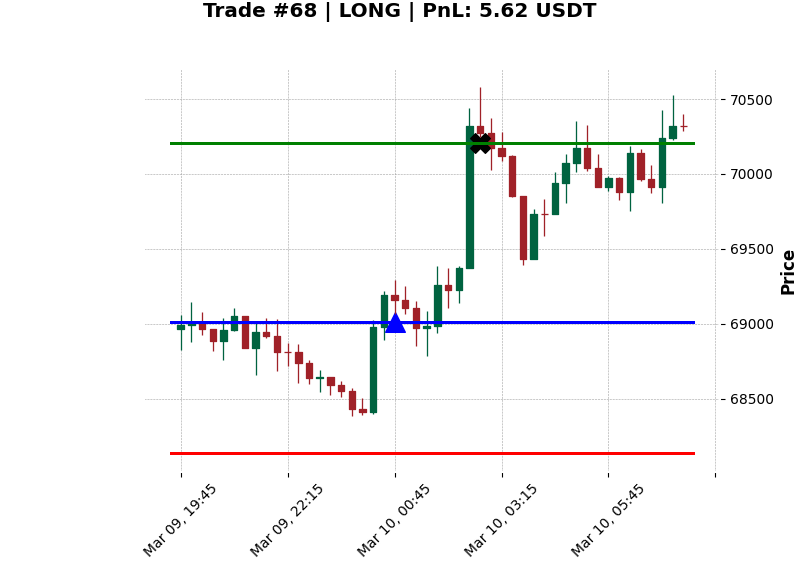 Trade #68 | LONG | PnL: 5.62 USDT
70500
70000
69500
69000
68500
Price
Mar 09, 19:45
Mar 09, 22:15
Mar 10, 00:45
Mar 10, 03:15
Mar 10, 05:45